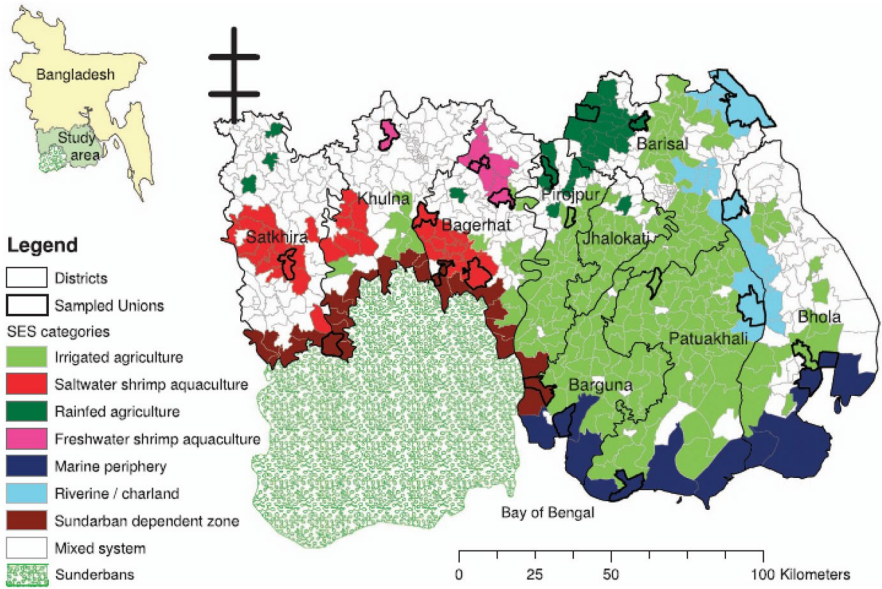 Bangladesh
Study
area
Legend
Districts
Sampled Unions
SES categories
Irrigated agriculture
Saltwater shrimp aquaculture
Rainfed agriculture
Freshwater shrimp aquaculture
Marine periphery
Riverine / charland
Sundarban dependent zone
Mixed system
Sunderbans
Barisal
Khulna
Pirojpur
Satkhira
Bagerhat
Jhalokati
Bhola
Patuakhali
Barguna
Bay of Bengal
0 25 50 100 Kilometers